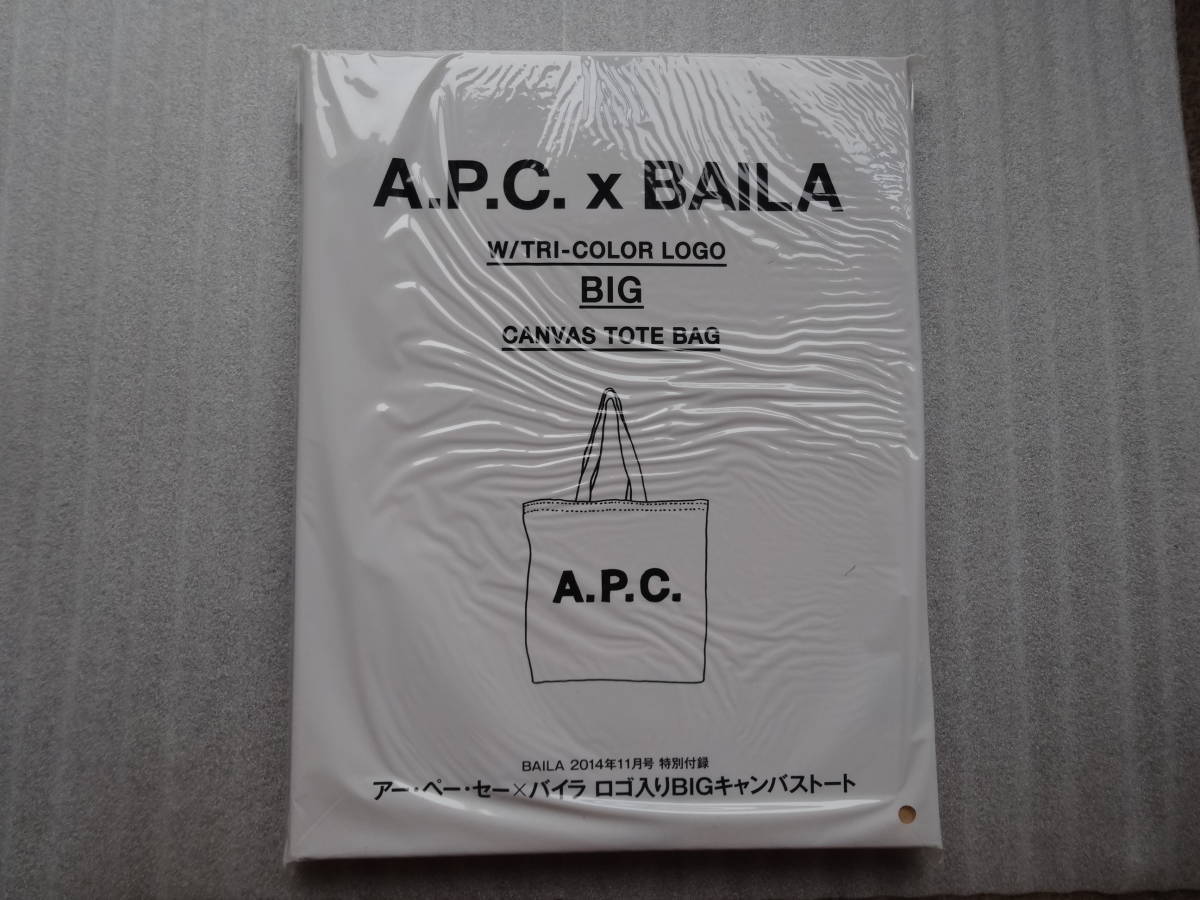 A.P.C. x BAILA
W/TRI-COLOR LOGO
BIG
CANVAS TOTE BAG
A.P.C.
BAILA 2014年11月号 特別付録
アー・ペー・セー×バイラ ロゴ入りBIGキャンバストート